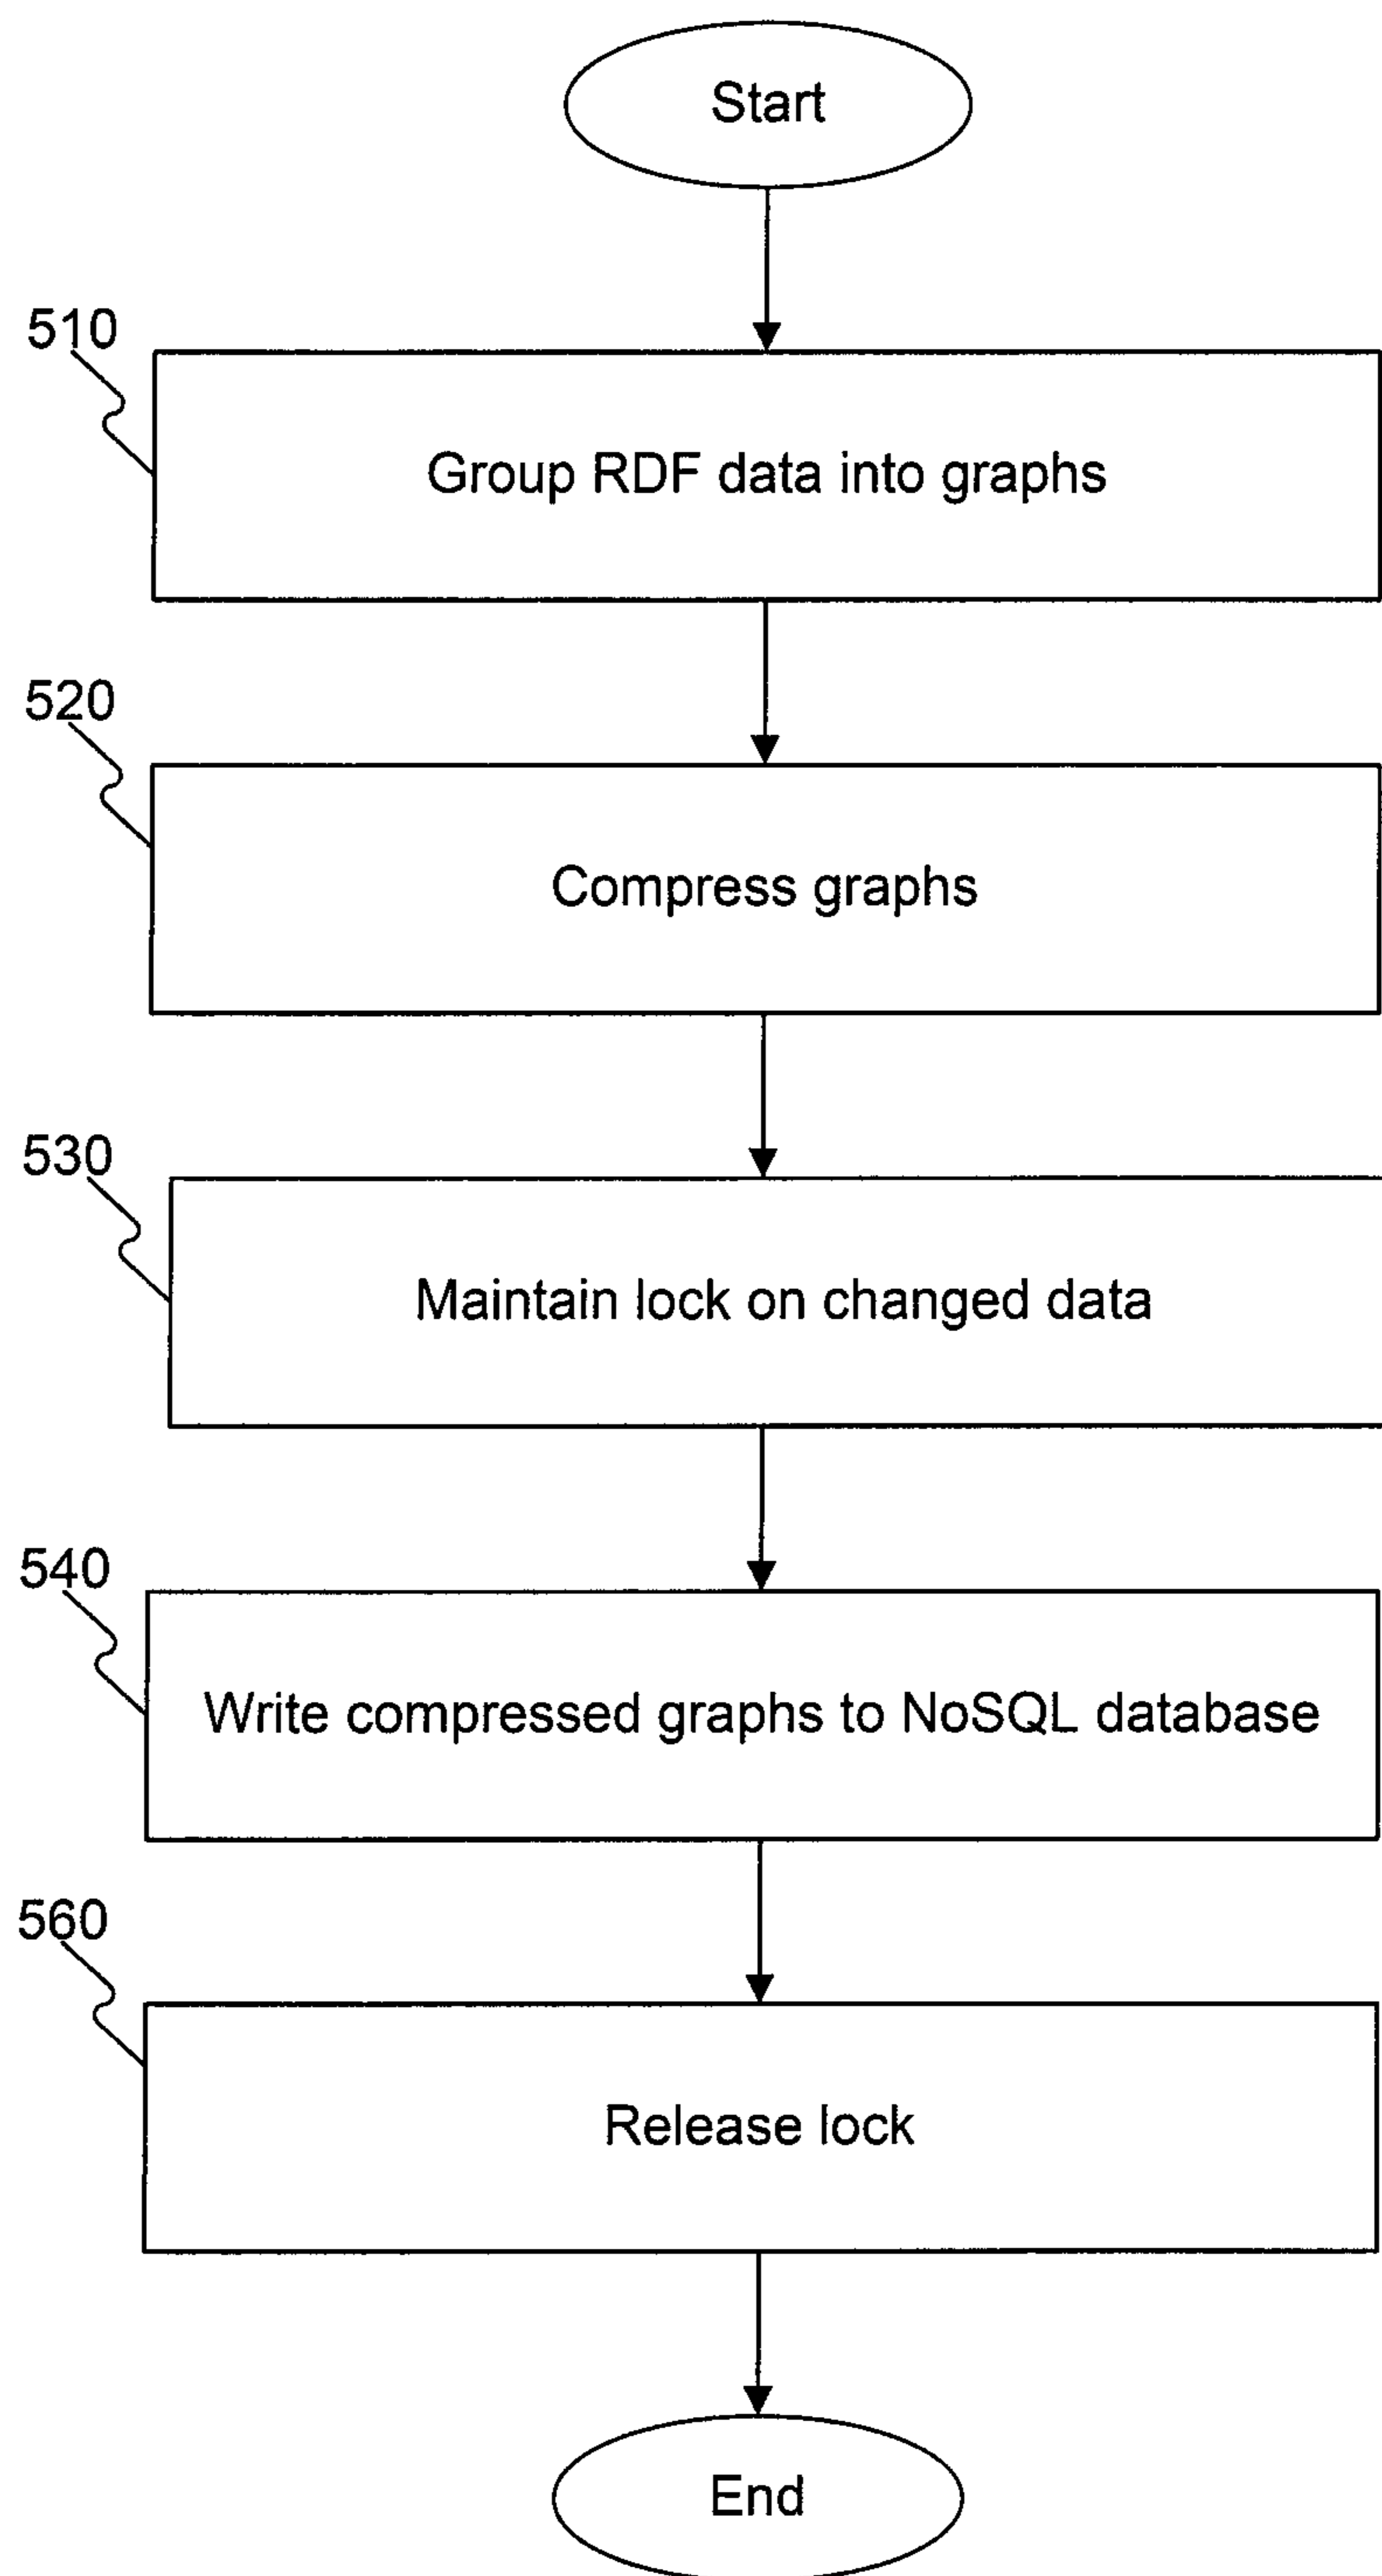 Start
510
Group RDF data into graphs
520
Compress graphs
530
Maintain lock on changed data
540
Write compressed graphs to NoSQL database
560
Release lock
End